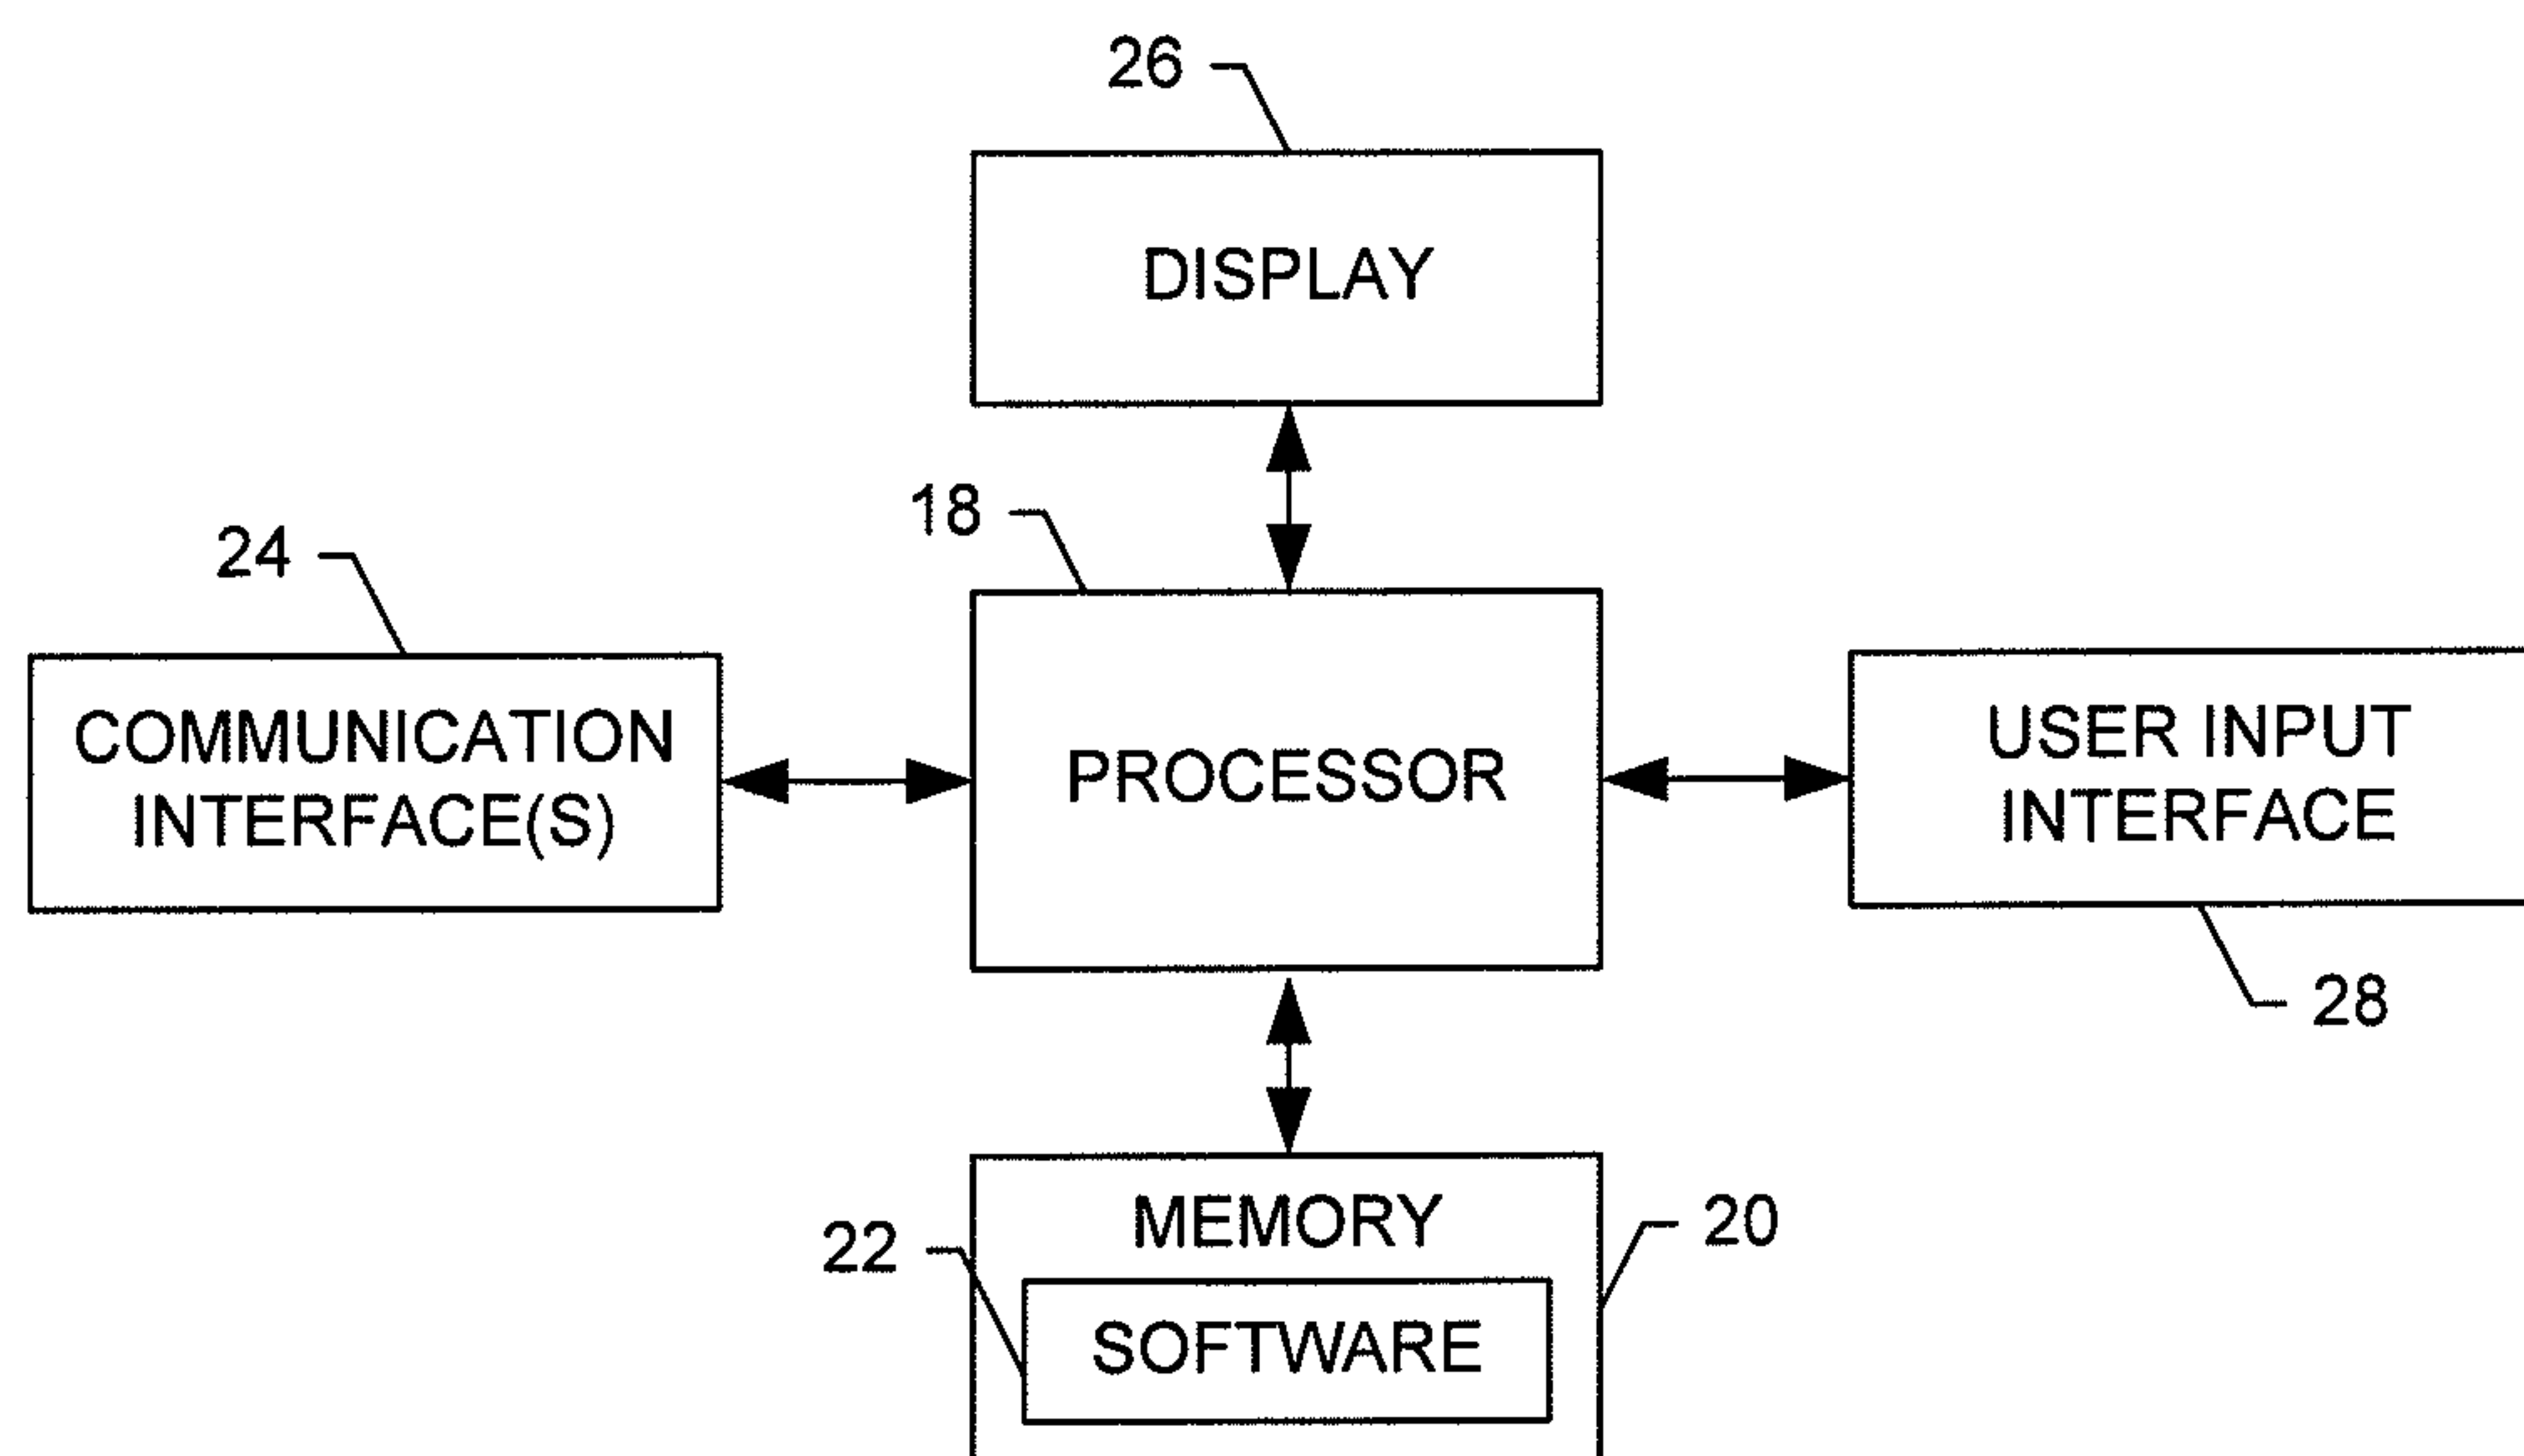 26
DISPLAY
18
24
COMMUNICATION
INTERFACE(S)
PROCESSOR
USER INPUT
INTERFACE
28
MEMORY
20
22
SOFTWARE